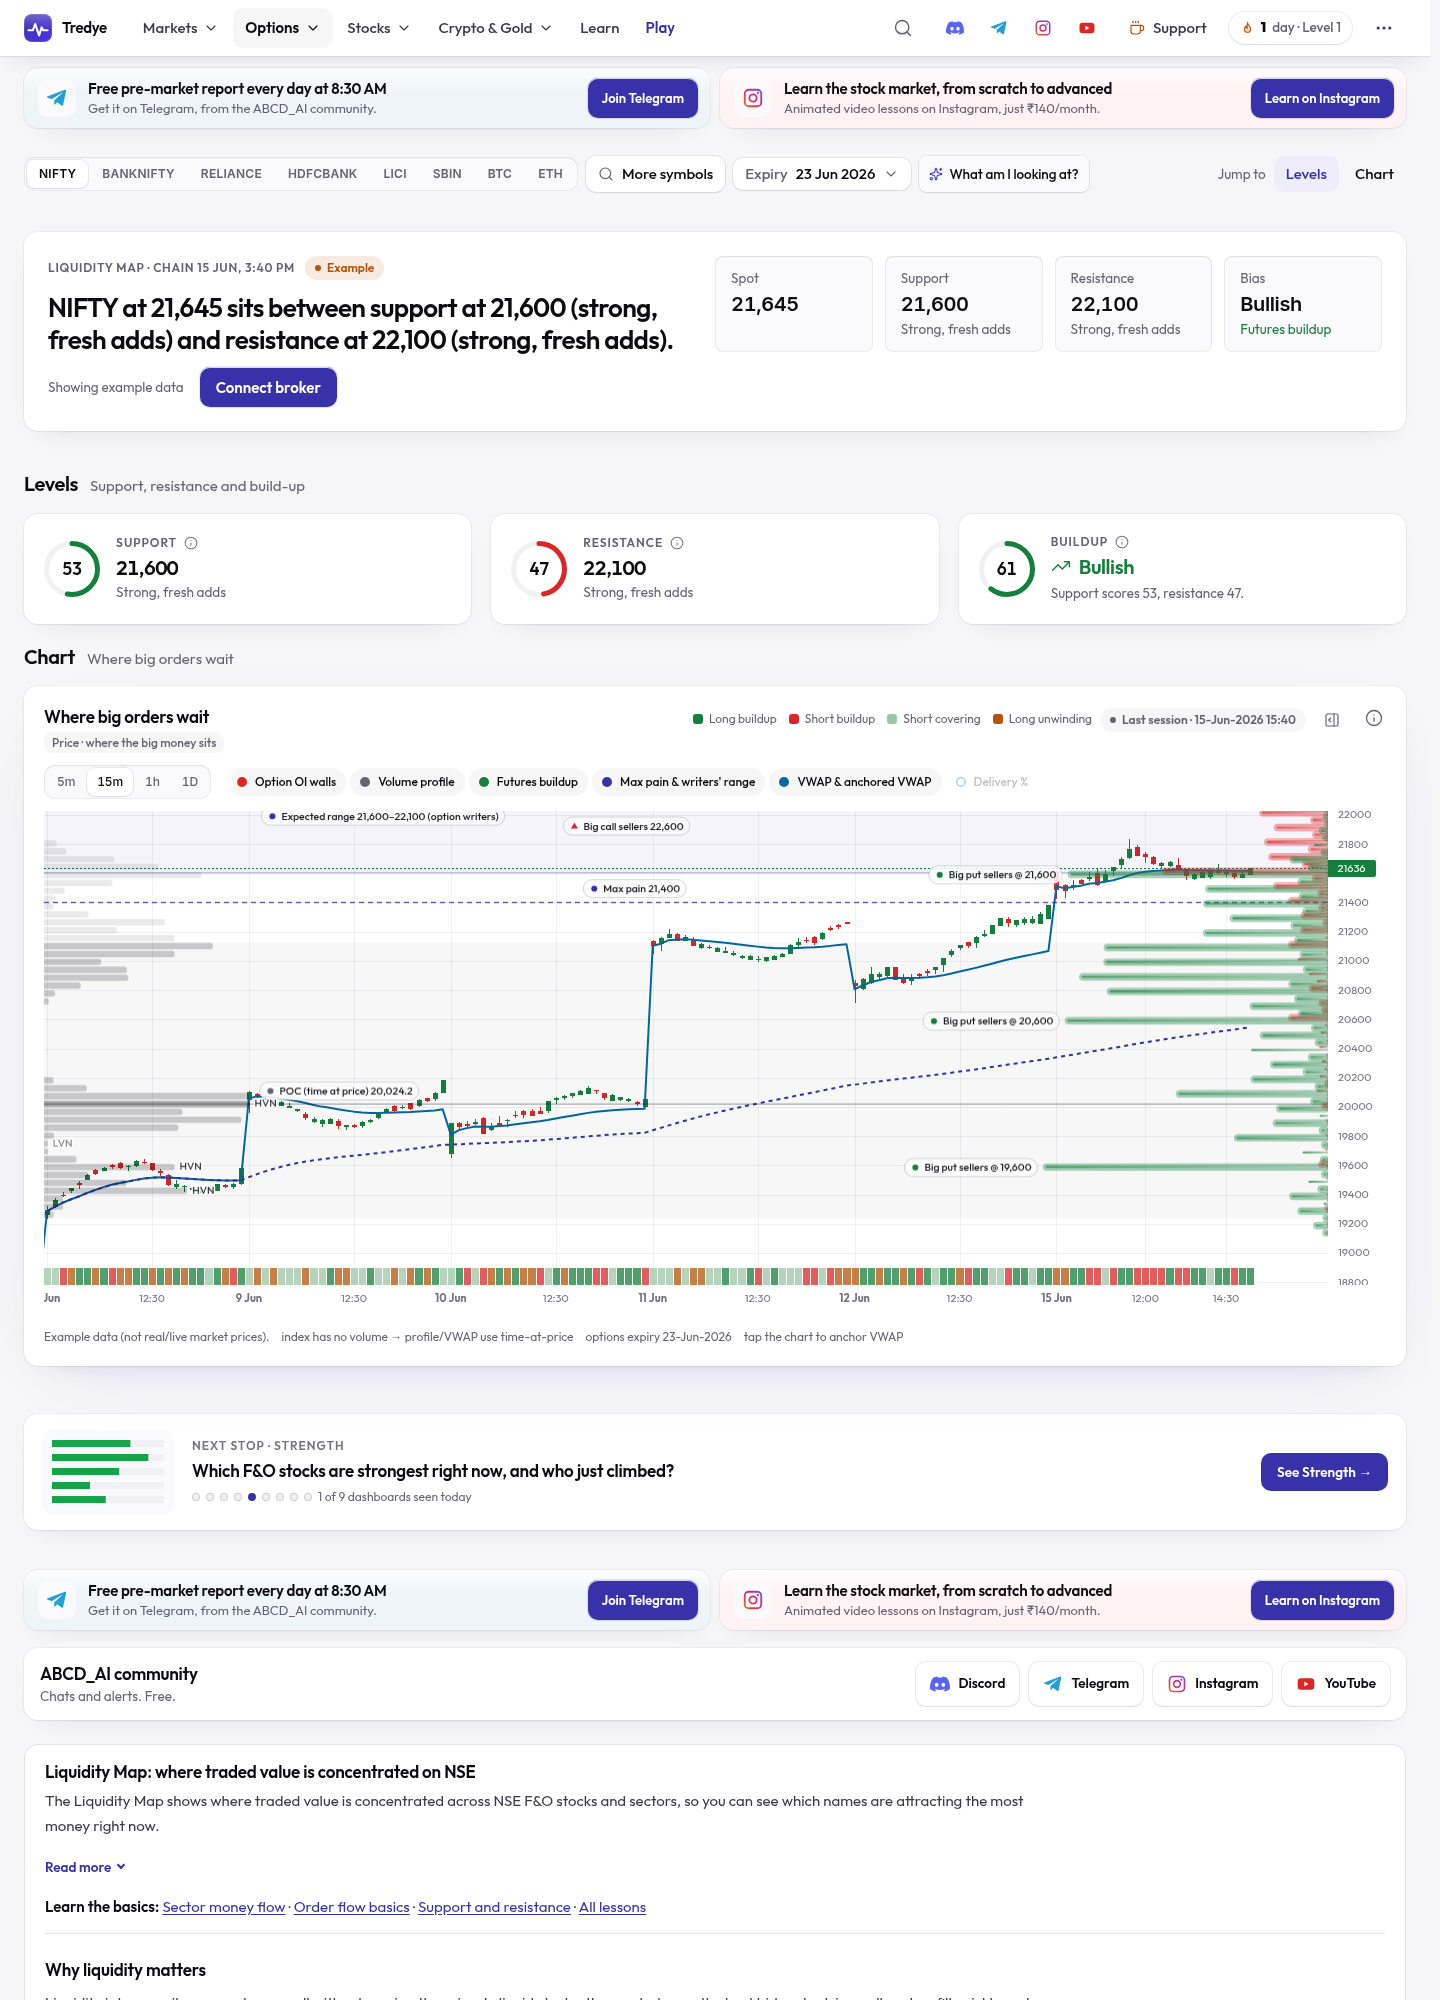 Tredye Markets Options Stocks Crypto & Gold Learn Play Support 1 day · Level 1
Free pre-market report every day at 8:30 AM
Get it on Telegram, from the ABCD_AI community.
Join Telegram
Learn the stock market, from scratch to advanced
Animated video lessons on Instagram, just ₹140/month.
Learn on Instagram
NIFTY BANKNIFTY RELIANCE HDFCBANK LICI SBIN BTC ETH More symbols Expiry 23 Jun 2026 What am I looking at? Jump to Levels Chart
LIQUIDITY MAP · CHAIN 15 JUN, 3:40 PM Example
NIFTY at 21,645 sits between support at 21,600 (strong,
fresh adds) and resistance at 22,100 (strong, fresh adds).
Showing example data Connect broker
Spot
21,645
Support
21,600
Strong, fresh adds
Resistance
22,100
Strong, fresh adds
Bias
Bullish
Futures buildup
Levels Support, resistance and build-up
53
SUPPORT
21,600
Strong, fresh adds
47
RESISTANCE
22,100
Strong, fresh adds
61
BUILDUP
Bullish
Support scores 53, resistance 47.
Chart Where big orders wait
Where big orders wait
Price · where the big money sits
Long buildup Short buildup Short covering Long unwinding Last session · 15-Jun-2026 15:40
5m 15m 1h 1D Option OI walls Volume profile Futures buildup Max pain & writers' range VWAP & anchored VWAP Delivery %
Expected range 21,600–22,100 (option writers)
Big call sellers 22,600
Big put sellers @ 21,600
Max pain 21,400
Big put sellers @ 20,600
POC (time at price) 20,024.2
HVN
LVN
HVN
HVN
Big put sellers @ 19,600
22000
21800
21636
21400
21200
21000
20800
20600
20400
20200
20000
19800
19600
19400
19200
19000
18800
Jun 12:30 9 Jun 12:30 10 Jun 12:30 11 Jun 12:30 12 Jun 12:30 15 Jun 12:00 14:30
Example data (not real/live market prices). index has no volume → profile/VWAP use time-at-price options expiry 23-Jun-2026 tap the chart to anchor VWAP
NEXT STOP · STRENGTH
Which F&O stocks are strongest right now, and who just climbed?
1 of 9 dashboards seen today
See Strength →
Free pre-market report every day at 8:30 AM
Get it on Telegram, from the ABCD_AI community.
Join Telegram
Learn the stock market, from scratch to advanced
Animated video lessons on Instagram, just ₹140/month.
Learn on Instagram
ABCD_AI community
Chats and alerts. Free.
Discord Telegram Instagram YouTube
Liquidity Map: where traded value is concentrated on NSE
The Liquidity Map shows where traded value is concentrated across NSE F&O stocks and sectors, so you can see which names are attracting the most
money right now.
Read more
Learn the basics: Sector money flow · Order flow basics · Support and resistance · All lessons
Why liquidity matters